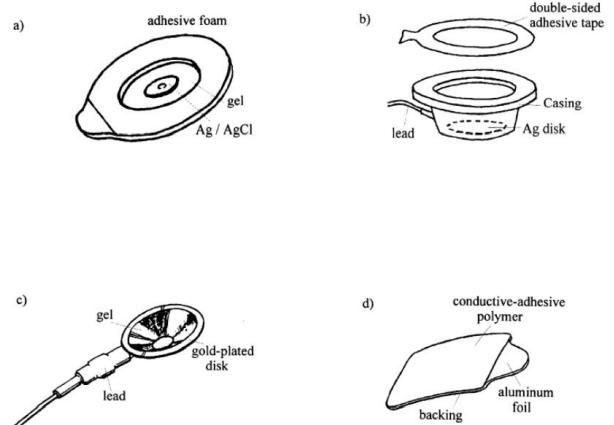 a)
adhesive foam
gel
Ag / AgCl
b)
double-sided
adhesive tape
Casing
lead
Ag disk
c)
gel
gold-plated
disk
lead
d)
conductive-adhesive
polymer
aluminum
foil
backing